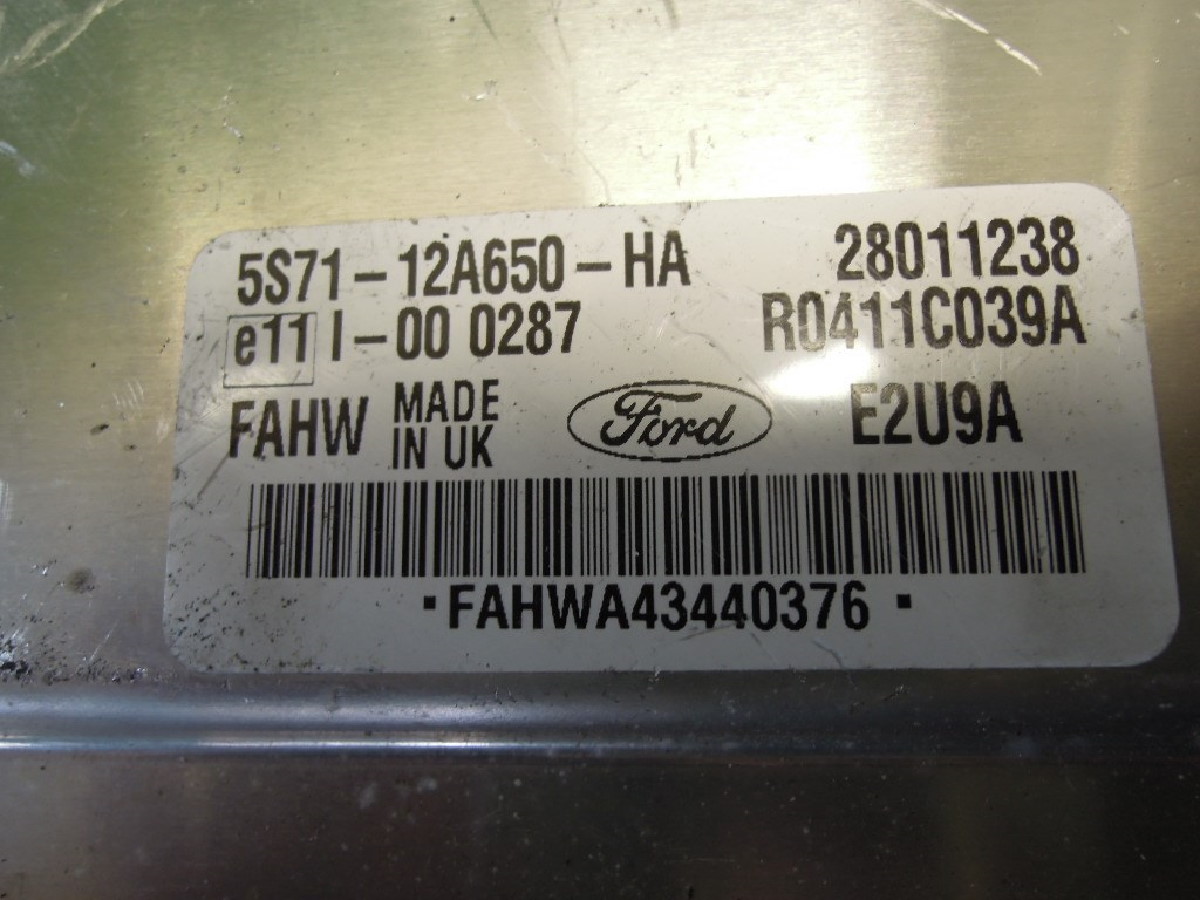 5S71-12A650-HA 28011238
e11 I-00 0287 R0411C039A
FAHW MADE IN UK Ford E2U9A
·FAHWA43440376·